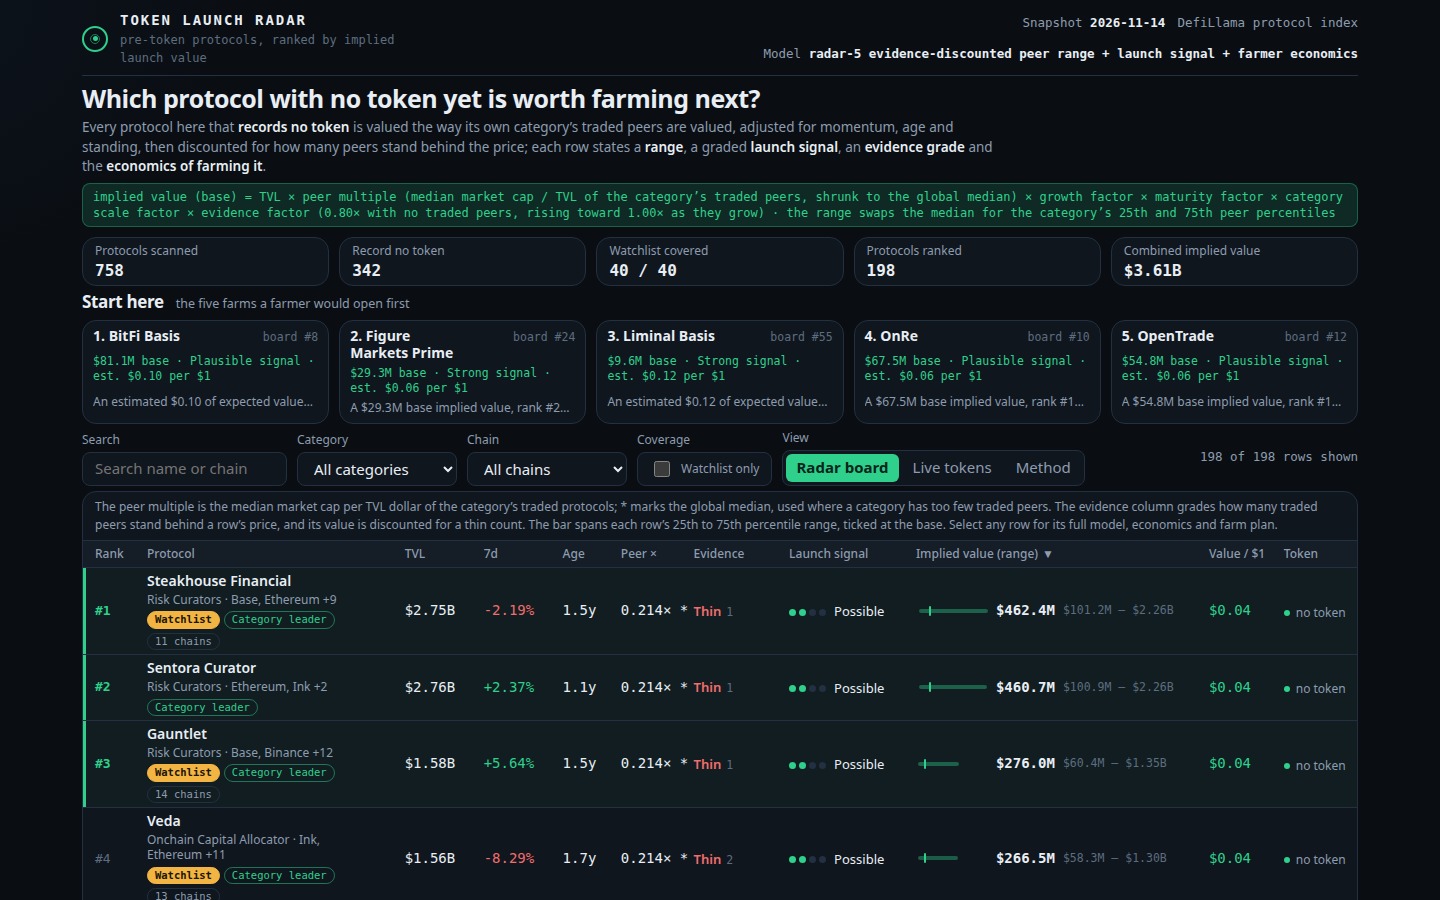 TOKEN LAUNCH RADAR
pre-token protocols, ranked by implied
launch value
Snapshot 2026-11-14 DefiLlama protocol index
Model radar-5 evidence-discounted peer range + launch signal + farmer economics
Which protocol with no token yet is worth farming next?
Every protocol here that records no token is valued the way its own category's traded peers are valued, adjusted for momentum, age and
standing, then discounted for how many peers stand behind the price; each row states a range, a graded launch signal, an evidence grade and
the economics of farming it.
implied value (base) = TVL × peer multiple (median market cap / TVL of the category's traded peers, shrunk to the global median) × growth factor × maturity factor × category
scale factor × evidence factor (0.80× with no traded peers, rising toward 1.00× as they grow) · the range swaps the median for the category's 25th and 75th peer percentiles
Protocols scanned
758
Record no token
342
Watchlist covered
40 / 40
Protocols ranked
198
Combined implied value
$3.61B
Start here the five farms a farmer would open first
1. BitFi Basis board #8
$81.1M base · Plausible signal ·
est. $0.10 per $1
An estimated $0.10 of expected value...
2. Figure
Markets Prime board #24
$29.3M base · Strong signal ·
est. $0.06 per $1
A $29.3M base implied value, rank #2...
3. Liminal Basis board #55
$9.6M base · Strong signal ·
est. $0.12 per $1
An estimated $0.12 of expected value...
4. OnRe board #10
$67.5M base · Plausible signal ·
est. $0.06 per $1
A $67.5M base implied value, rank #1...
5. OpenTrade board #12
$54.8M base · Plausible signal ·
est. $0.06 per $1
A $54.8M base implied value, rank #1...
Search Category Chain Coverage View
Search name or chain All categories All chains Watchlist only Radar board Live tokens Method 198 of 198 rows shown
The peer multiple is the median market cap per TVL dollar of the category's traded protocols; * marks the global median, used where a category has too few traded peers. The evidence column grades how many traded
peers stand behind a row's price, and its value is discounted for a thin count. The bar spans each row's 25th to 75th percentile range, ticked at the base. Select any row for its full model, economics and farm plan.
Rank Protocol TVL 7d Age Peer × Evidence Launch signal Implied value (range) ▼ Value / $1 Token
Steakhouse Financial
Risk Curators · Base, Ethereum +9
#1 Watchlist Category leader $2.75B -2.19% 1.5y 0.214× * Thin 1 Possible $462.4M $101.2M – $2.26B $0.04 no token
11 chains
Sentora Curator
#2 Risk Curators · Ethereum, Ink +2 $2.76B +2.37% 1.1y 0.214× * Thin 1 Possible $460.7M $100.9M – $2.26B $0.04 no token
Category leader
Gauntlet
Risk Curators · Base, Binance +12
#3 Watchlist Category leader $1.58B +5.64% 1.5y 0.214× * Thin 1 Possible $276.0M $60.4M – $1.35B $0.04 no token
14 chains
Veda
Onchain Capital Allocator · Ink,
Ethereum +11
#4 Watchlist Category leader $1.56B -8.29% 1.7y 0.214× * Thin 2 Possible $266.5M $58.3M – $1.30B $0.04 no token
13 chains